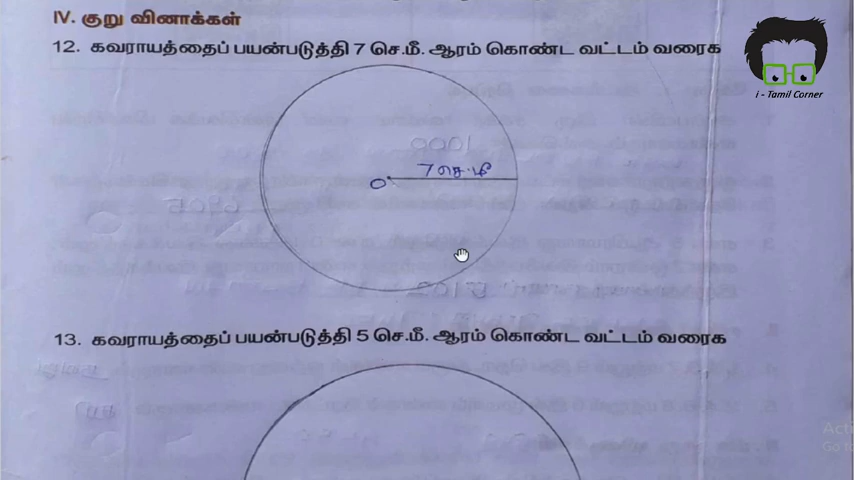 IV. குறு வினாக்கள்
12. கவராயத்தைப் பயன்படுத்தி 7 செ.மீ. ஆரம் கொண்ட வட்டம் வரைக
i - Tamil Corner
7 செ.மீ
O
13. கவராயத்தைப் பயன்படுத்தி 5 செ.மீ. ஆரம் கொண்ட வட்டம் வரைக